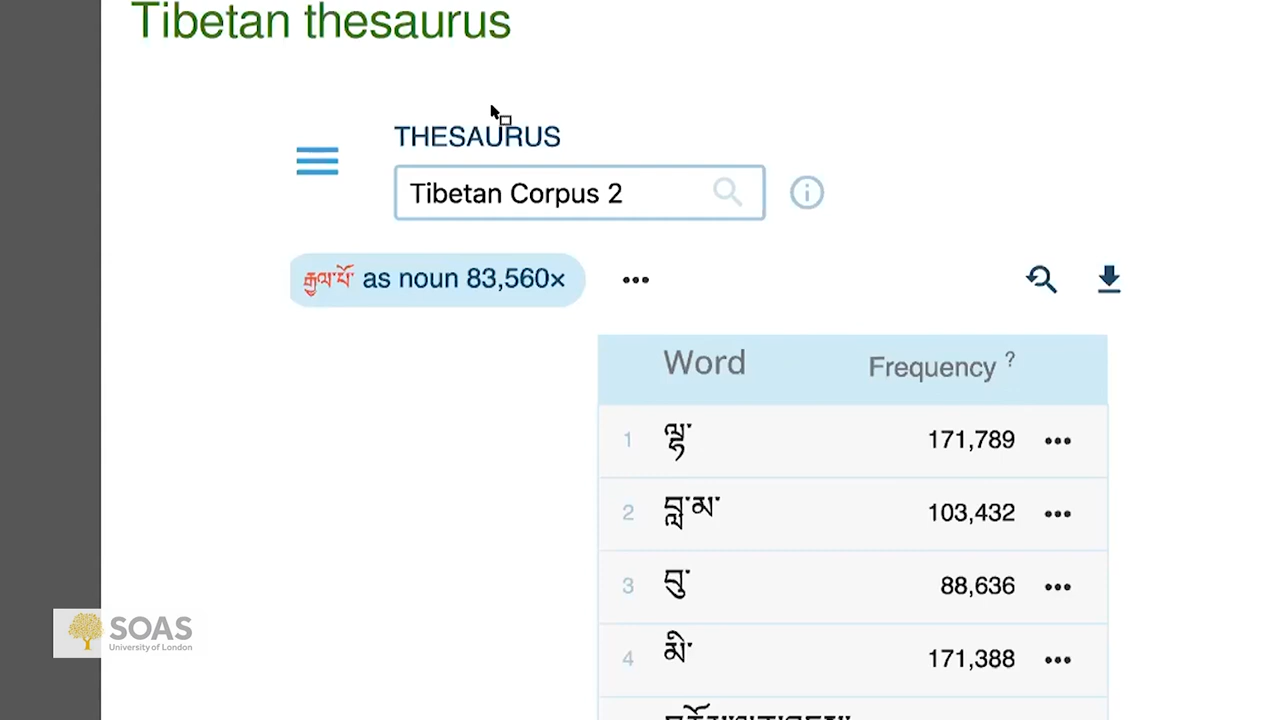 Tibetan thesaurus
THESAURUS
Tibetan Corpus 2
རྒྱལ་པོ་ as noun 83,560×
Word Frequency ?
1 ལྷ་ 171,789
2 བླ་མ་ 103,432
3 བུ་ 88,636
4 མི་ 171,388
SOAS
University of London